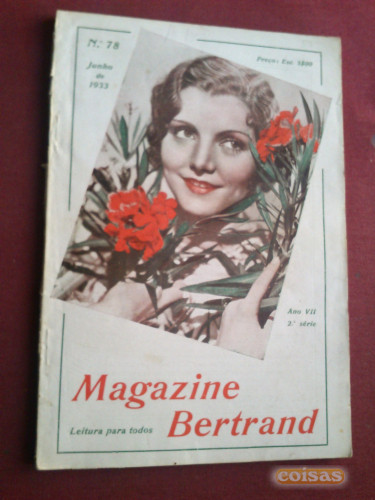 N.º 78
Preço: Esc. 5$00
Junho
de
1933
Ano VII
2.ª série
Magazine
Leitura para todos
Bertrand
coisas